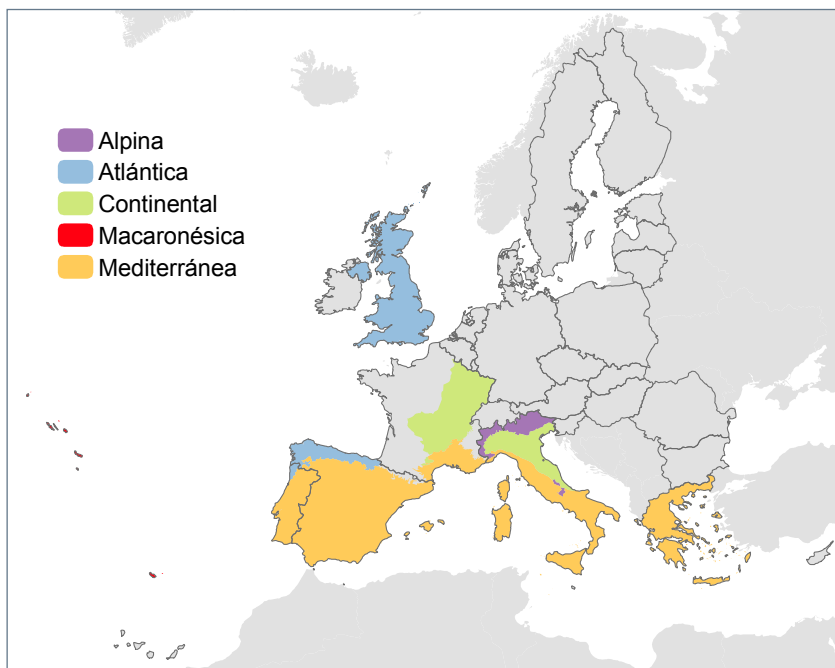 Alpina
Atlántica
Continental
Macaronésica
Mediterránea